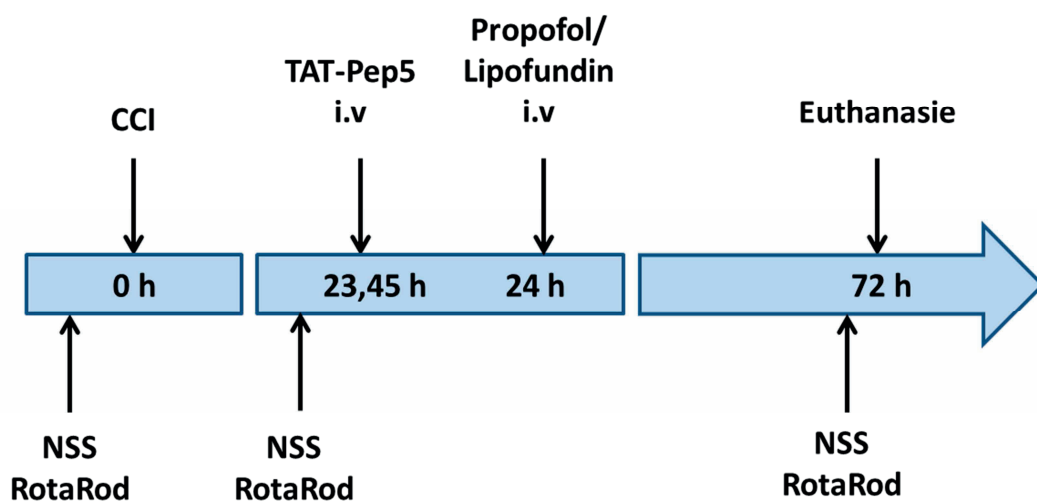 CCI
TAT-Pep5
i.v
Propofol/
Lipofundin
i.v
Euthanasie
0 h
23,45 h
24 h
72 h
NSS
RotaRod
NSS
RotaRod
NSS
RotaRod